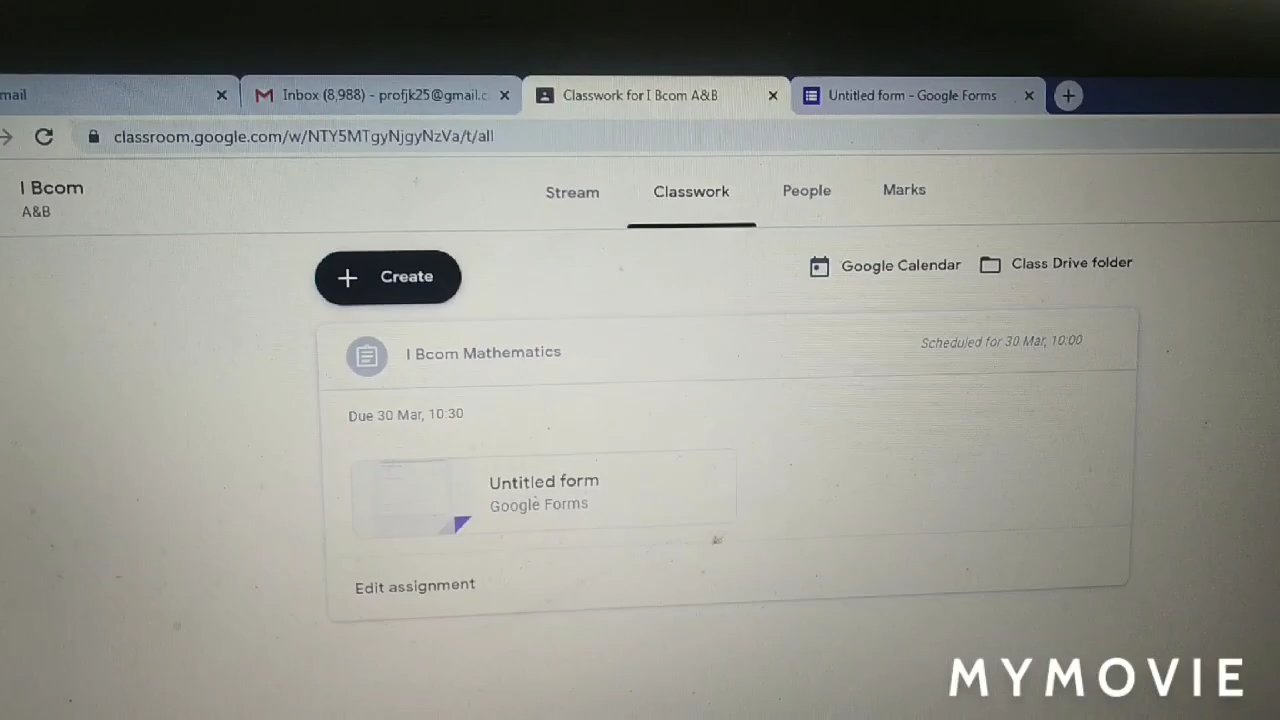 mail
Inbox (8,988) - profjk25@gmail.c
Classwork for I Bcom A&B
Untitled form - Google Forms
classroom.google.com/w/NTY5MTgyNjgyNzVa/t/all
I Bcom
A&B
Stream
Classwork
People
Marks
Create
Google Calendar
Class Drive folder
I Bcom Mathematics
Scheduled for 30 Mar, 10:00
Due 30 Mar, 10:30
Untitled form
Google Forms
Edit assignment
MYMOVIE